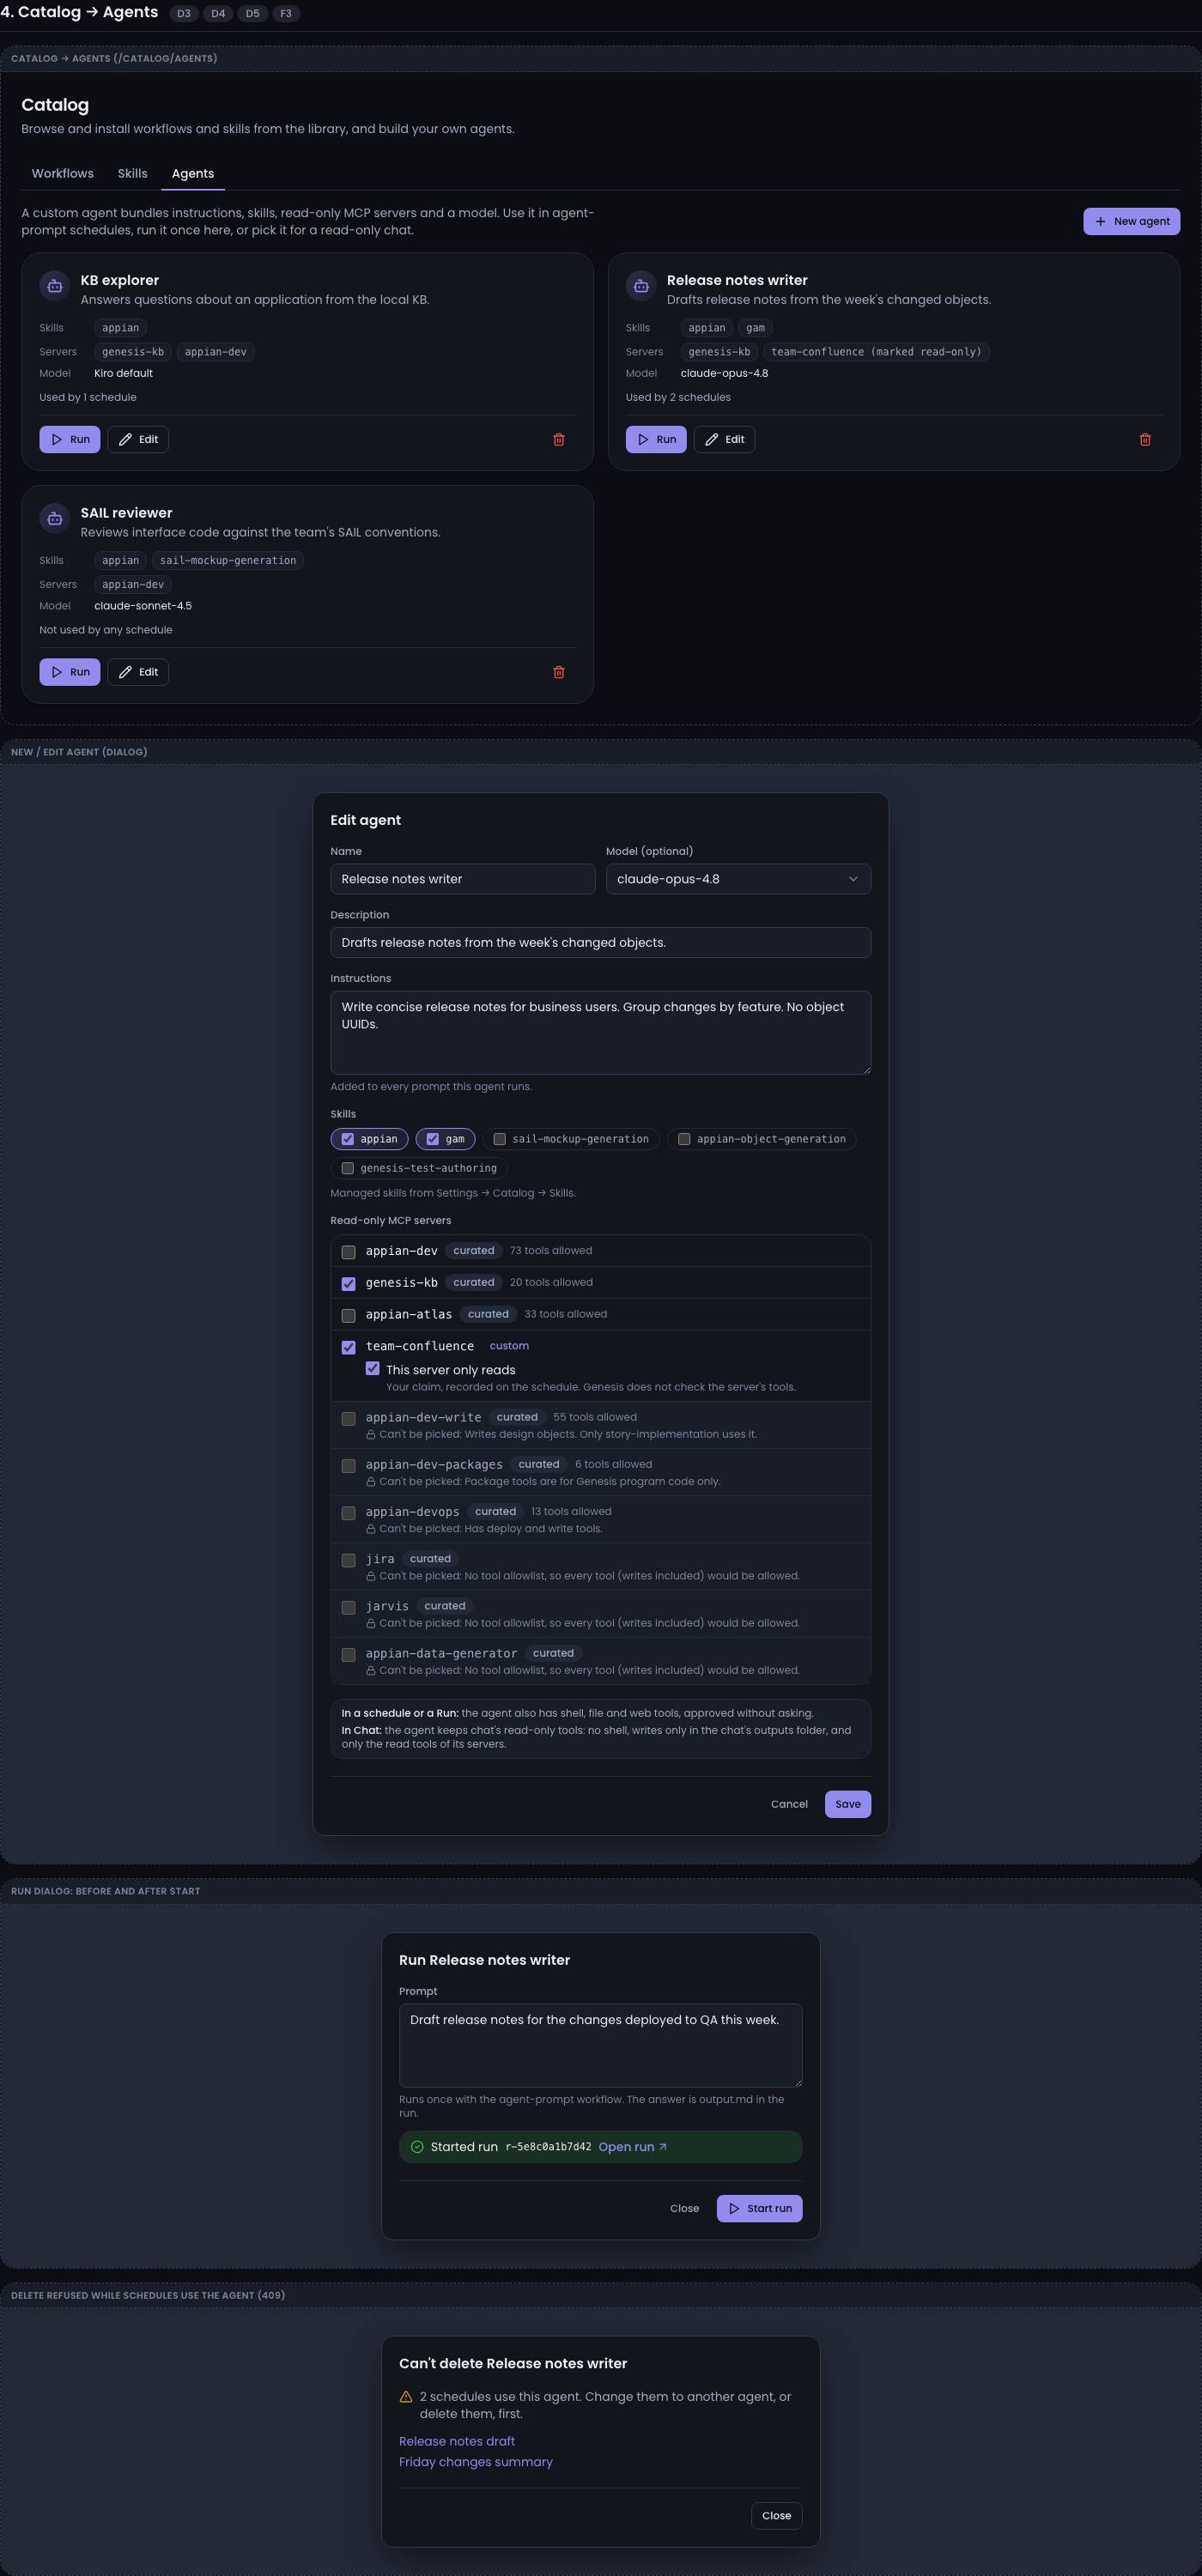 4. Catalog → Agents D3 D4 D5 F3
CATALOG → AGENTS (/CATALOG/AGENTS)
Catalog
Browse and install workflows and skills from the library, and build your own agents.
Workflows Skills Agents
A custom agent bundles instructions, skills, read-only MCP servers and a model. Use it in agent-
prompt schedules, run it once here, or pick it for a read-only chat.
New agent
KB explorer
Answers questions about an application from the local KB.
Skills appian
Servers genesis-kb appian-dev
Model Kiro default
Used by 1 schedule
Run Edit
Release notes writer
Drafts release notes from the week's changed objects.
Skills appian gam
Servers genesis-kb team-confluence (marked read-only)
Model claude-opus-4.8
Used by 2 schedules
Run Edit
SAIL reviewer
Reviews interface code against the team's SAIL conventions.
Skills appian sail-mockup-generation
Servers appian-dev
Model claude-sonnet-4.5
Not used by any schedule
Run Edit
NEW / EDIT AGENT (DIALOG)
Edit agent
Name
Release notes writer
Model (optional)
claude-opus-4.8
Description
Drafts release notes from the week's changed objects.
Instructions
Write concise release notes for business users. Group changes by feature. No object
UUIDs.
Added to every prompt this agent runs.
Skills
appian gam sail-mockup-generation appian-object-generation
genesis-test-authoring
Managed skills from Settings → Catalog → Skills.
Read-only MCP servers
appian-dev curated 73 tools allowed
genesis-kb curated 20 tools allowed
appian-atlas curated 33 tools allowed
team-confluence custom
This server only reads
Your claim, recorded on the schedule. Genesis does not check the server's tools.
appian-dev-write curated 55 tools allowed
Can't be picked: Writes design objects. Only story-implementation uses it.
appian-dev-packages curated 6 tools allowed
Can't be picked: Package tools are for Genesis program code only.
appian-devops curated 13 tools allowed
Can't be picked: Has deploy and write tools.
jira curated
Can't be picked: No tool allowlist, so every tool (writes included) would be allowed.
jarvis curated
Can't be picked: No tool allowlist, so every tool (writes included) would be allowed.
appian-data-generator curated
Can't be picked: No tool allowlist, so every tool (writes included) would be allowed.
In a schedule or a Run: the agent also has shell, file and web tools, approved without asking.
In Chat: the agent keeps chat's read-only tools: no shell, writes only in the chat's outputs folder, and
only the read tools of its servers.
Cancel Save
RUN DIALOG: BEFORE AND AFTER START
Run Release notes writer
Prompt
Draft release notes for the changes deployed to QA this week.
Runs once with the agent-prompt workflow. The answer is output.md in the
run.
Started run r-5e8c0a1b7d42 Open run
Close Start run
DELETE REFUSED WHILE SCHEDULES USE THE AGENT (409)
Can't delete Release notes writer
2 schedules use this agent. Change them to another agent, or
delete them, first.
Release notes draft
Friday changes summary
Close